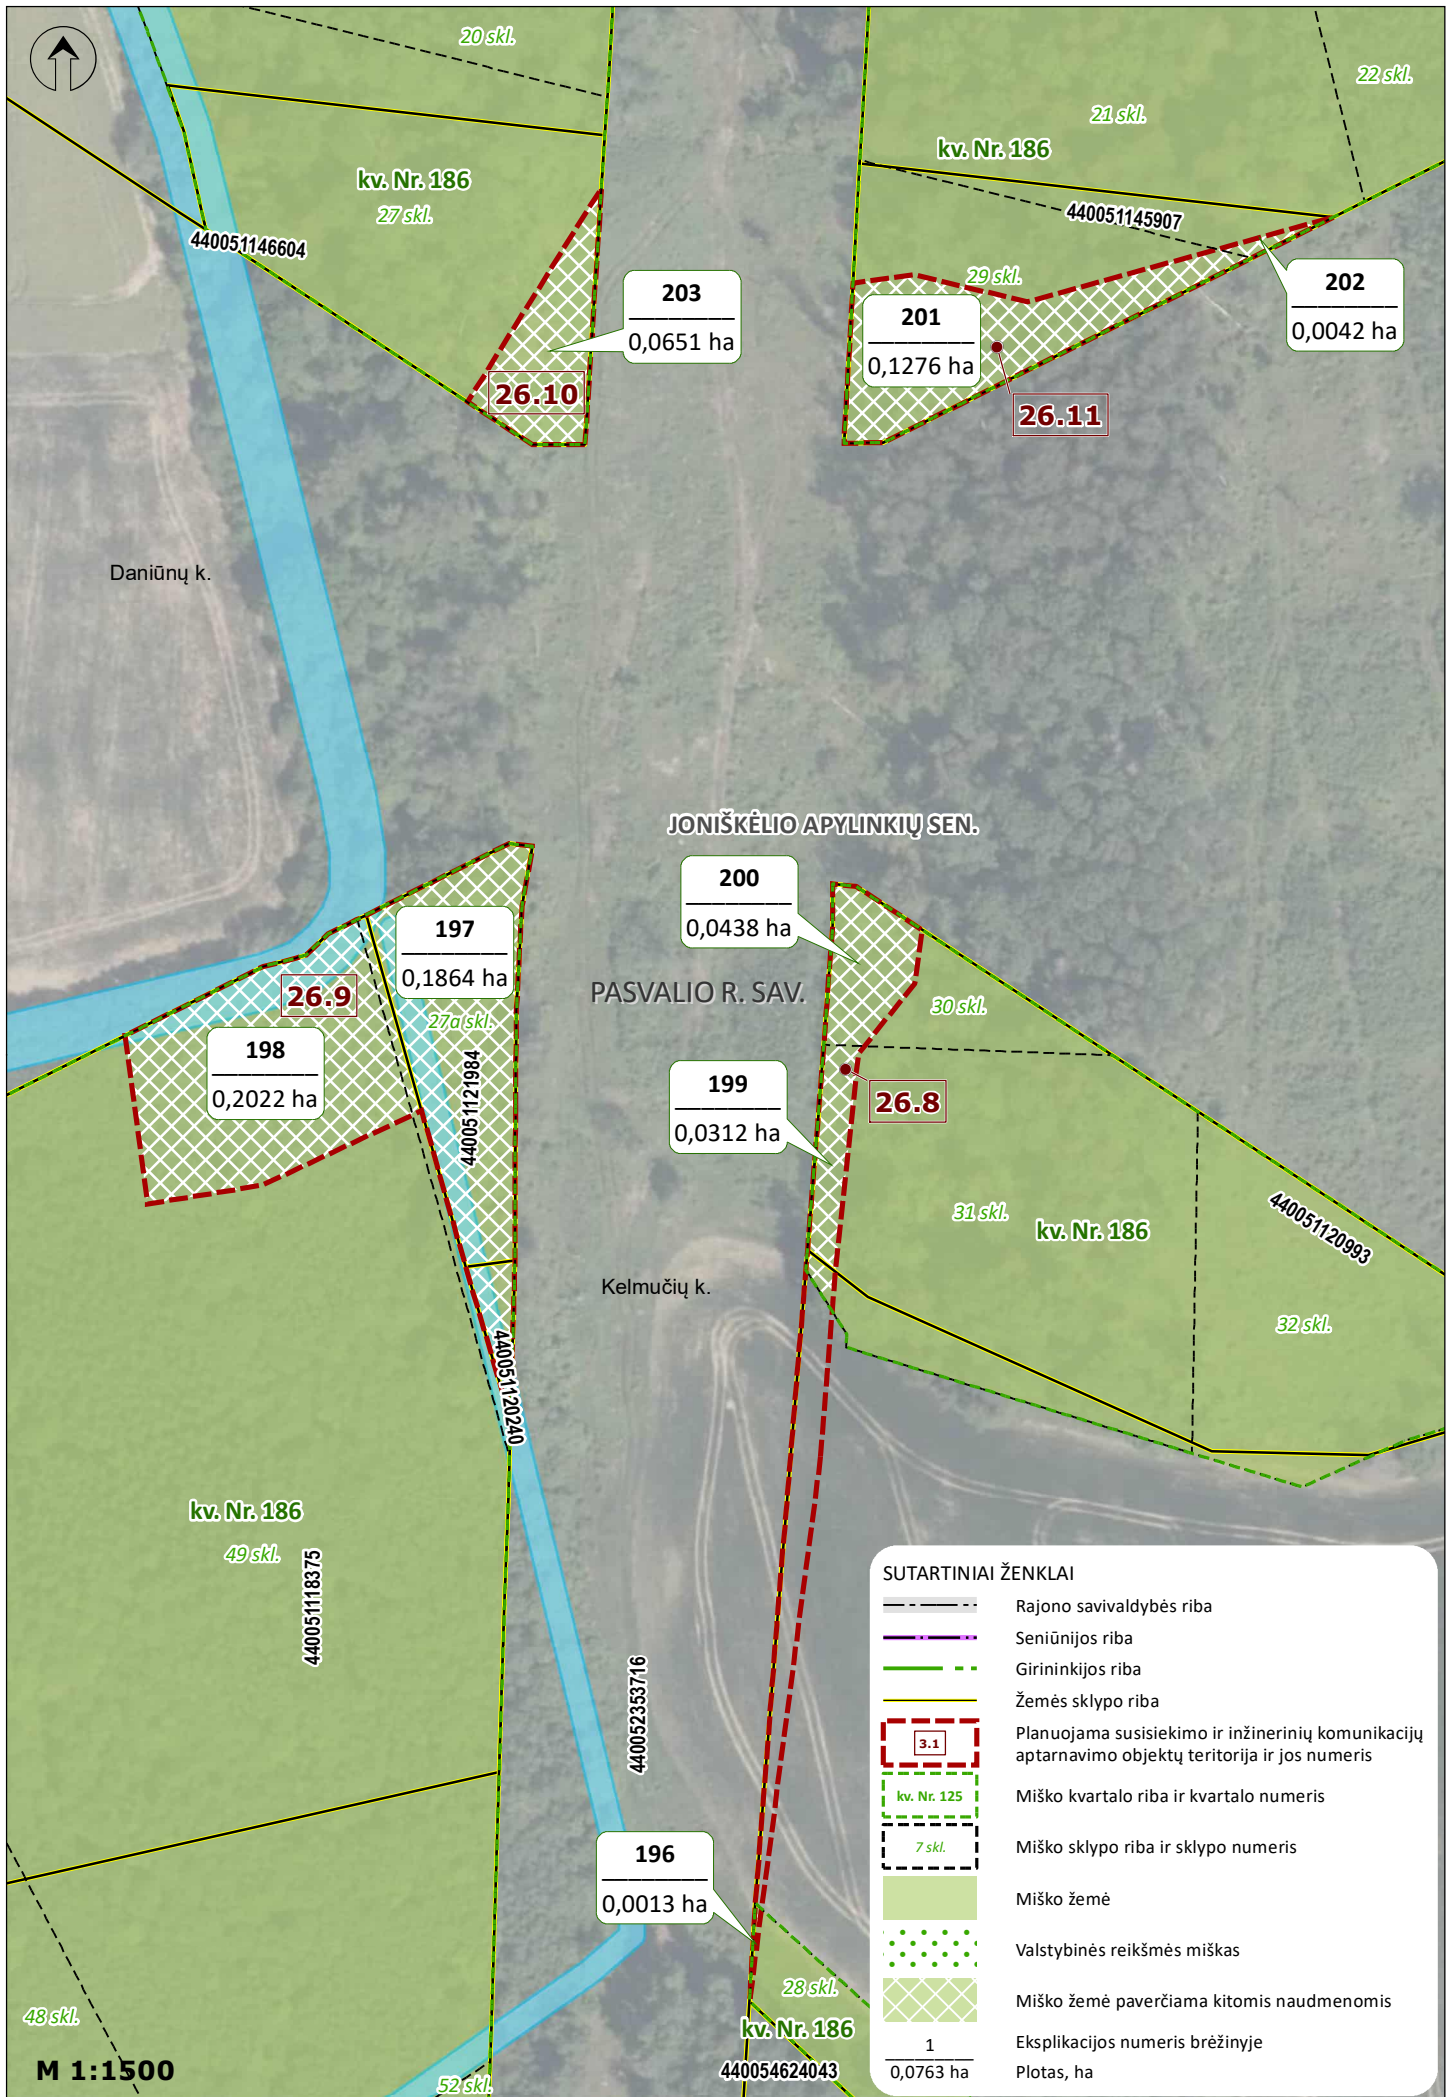 20 skl.
22 skl.
21 skl.
kv. Nr. 186
kv. Nr. 186
27 skl.
440051145907
440051146604
29 skl.
203
0,0651 ha
202
0,0042 ha
201
0,1276 ha
26.10
26.11
Daniūnų k.
JONIŠKĖLIO APYLINKIŲ SEN.
200
0,0438 ha
197
0,1864 ha
26.9
PASVALIO R. SAV.
27a skl.
30 skl.
198
0,2022 ha
440051121984
199
0,0312 ha
26.8
31 skl.
kv. Nr. 186
440051120993
Kelmučių k.
32 skl.
440051120240
kv. Nr. 186
49 skl.
440051118375
440052353716
196
0,0013 ha
28 skl.
kv. Nr. 186
440054624043
48 skl.
52 skl.
M 1:1500
SUTARTINIAI ŽENKLAI
Rajono savivaldybės riba
Seniūnijos riba
Girininkijos riba
Žemės sklypo riba
3.1
Planuojama susisiekimo ir inžinerinių komunikacijų
aptarnavimo objektų teritorija ir jos numeris
kv. Nr. 125
Miško kvartalo riba ir kvartalo numeris
7 skl.
Miško sklypo riba ir sklypo numeris
Miško žemė
Valstybinės reikšmės miškas
Miško žemė paverčiama kitomis naudmenomis
1
Eksplikacijos numeris brėžinyje
0,0763 ha
Plotas, ha